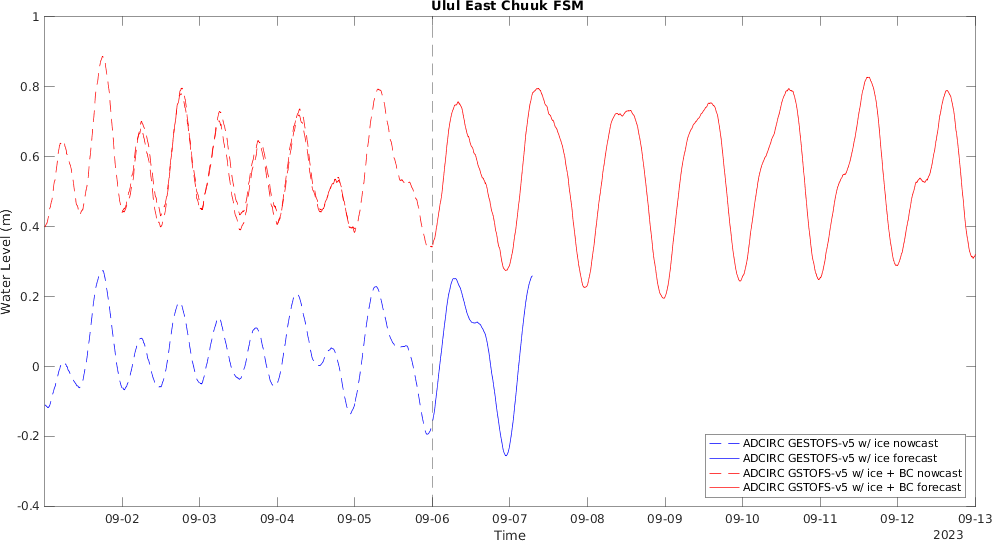 Ulul East Chuuk FSM
1
0.8
0.6
0.4
0.2
0
-0.2
-0.4
Water Level (m)
ADCIRC GESTOFS-v5 w/ ice nowcast
ADCIRC GESTOFS-v5 w/ ice forecast
ADCIRC GSTOFS-v5 w/ ice + BC nowcast
ADCIRC GSTOFS-v5 w/ ice + BC forecast
09-02 09-03 09-04 09-05 09-06 09-07 09-08 09-09 09-10 09-11 09-12 09-13
Time
2023